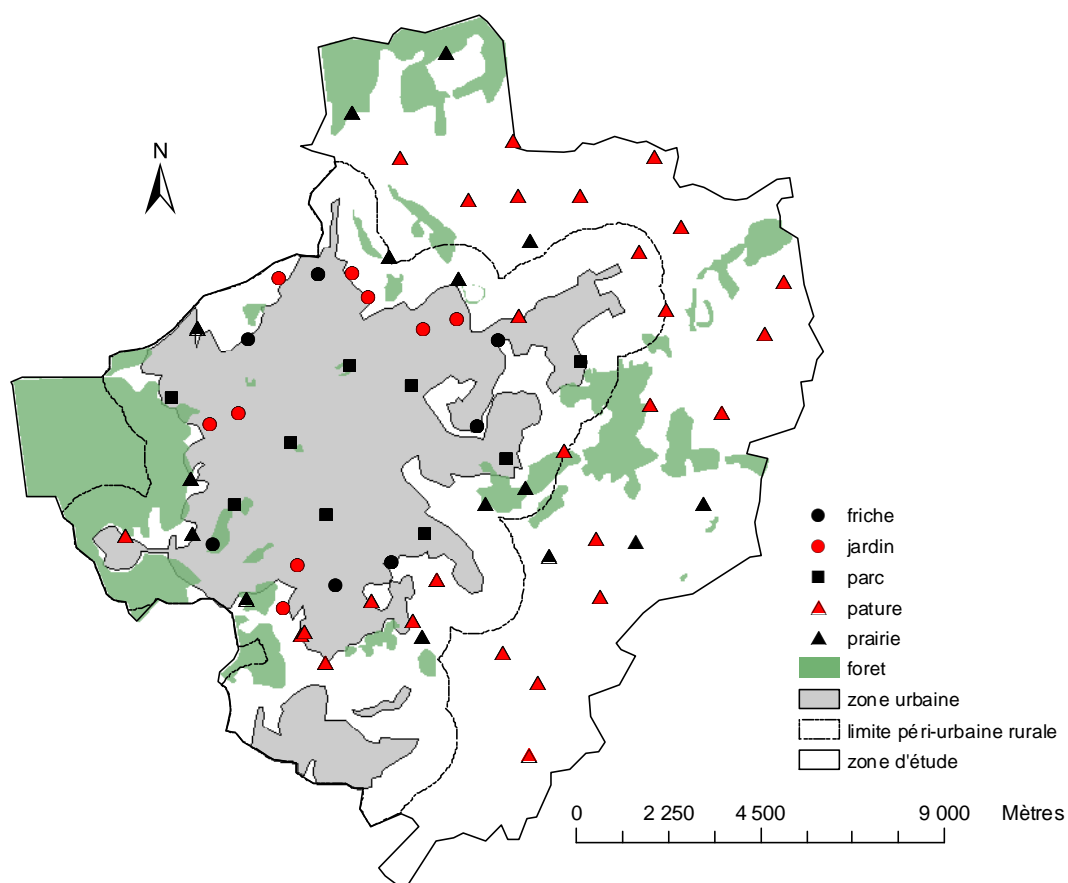 N
friche
jardin
parc
pature
prairie
foret
zone urbaine
limite péri-urbaine rurale
zone d'étude
0 2 250 4 500 9 000 Mètres